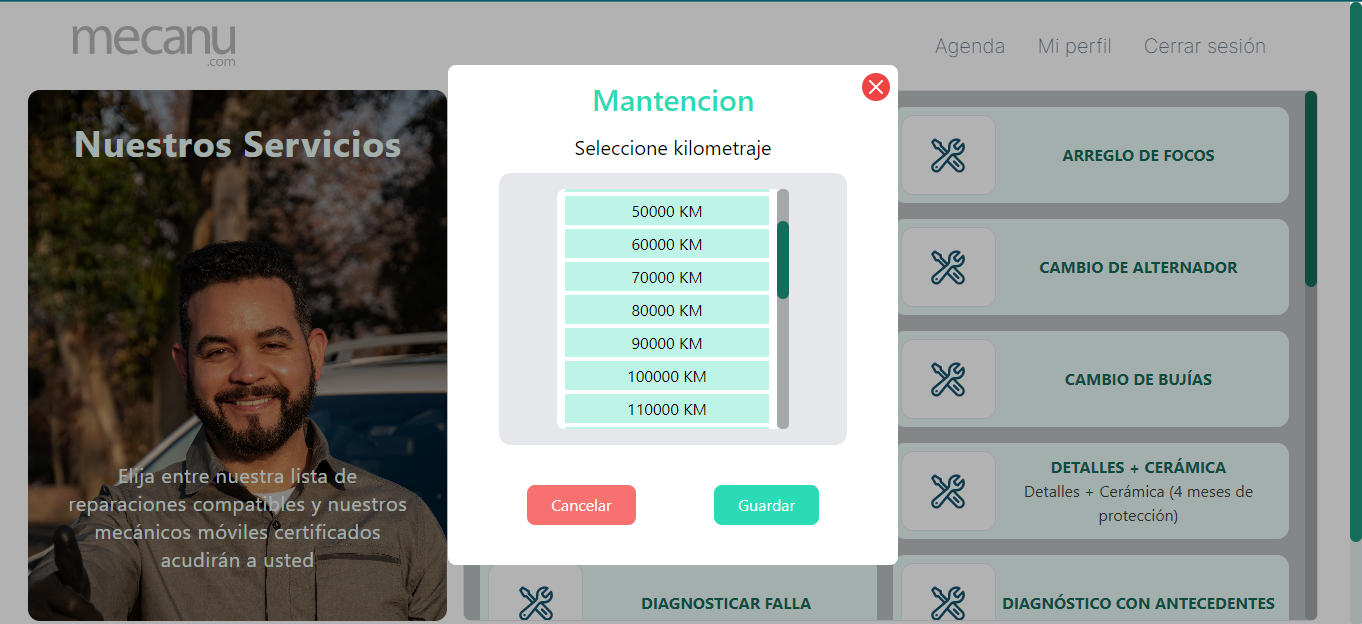 mecanu
.com
Agenda
Mi perfil
Cerrar sesión
Nuestros Servicios
Elija entre nuestra lista de
reparaciones compatibles y nuestros
mecánicos móviles certificados
acudirán a usted
Mantencion
Seleccione kilometraje
50000 KM
60000 KM
70000 KM
80000 KM
90000 KM
100000 KM
110000 KM
Cancelar
Guardar
ARREGLO DE FOCOS
CAMBIO DE ALTERNADOR
CAMBIO DE BUJÍAS
DETALLES + CERÁMICA
Detalles + Cerámica (4 meses de
protección)
DIAGNOSTICAR FALLA
DIAGNÓSTICO CON ANTECEDENTES